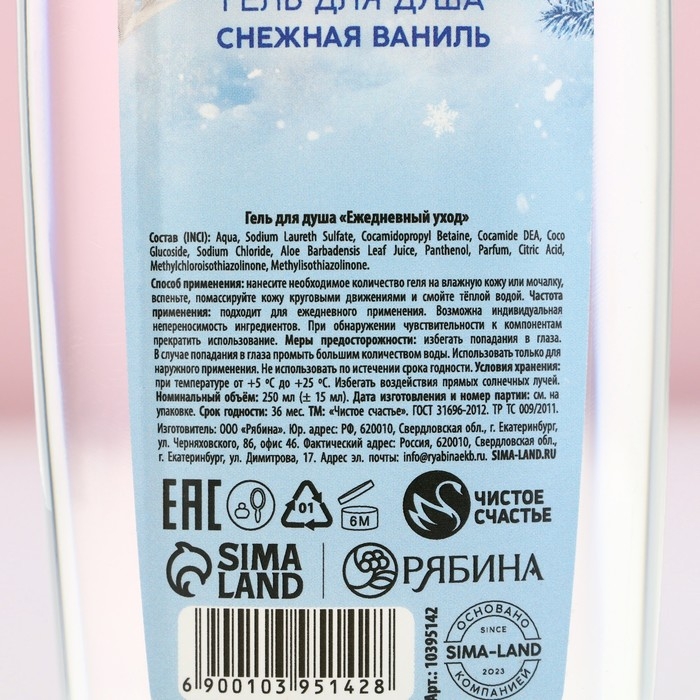 ГЕЛЬ ДЛЯ ДУША
СНЕЖНАЯ ВАНИЛЬ
Гель для душа «Ежедневный уход»
Состав (INCI): Aqua, Sodium Laureth Sulfate, Cocamidopropyl Betaine, Cocamide DEA, Coco
Glucoside, Sodium Chloride, Aloe Barbadensis Leaf Juice, Panthenol, Parfum, Citric Acid,
Methylchloroisothiazolinone, Methylisothiazolinone.
Способ применения: нанесите необходимое количество геля на влажную кожу или мочалку,
вспеньте, помассируйте кожу круговыми движениями и смойте тёплой водой. Частота
применения: подходит для ежедневного применения. Возможна индивидуальная
непереносимость ингредиентов. При обнаружении чувствительности к компонентам
прекратить использование. Меры предосторожности: избегать попадания в глаза.
В случае попадания в глаза промыть большим количеством воды. Использовать только для
наружного применения. Не использовать по истечении срока годности. Условия хранения:
при температуре от +5 °С до +25 °С. Избегать воздействия прямых солнечных лучей.
Номинальный объём: 250 мл (± 15 мл). Дата изготовления и номер партии: см. на
упаковке. Срок годности: 36 мес. ТМ: «Чистое счастье». ГОСТ 31696-2012. ТР ТС 009/2011.
Изготовитель: ООО «Рябина». Юр. адрес: РФ, 620010, Свердловская обл., г. Екатеринбург,
ул. Черняховского, 86, офис 46. Фактический адрес: Россия, 620010, Свердловская обл.,
г. Екатеринбург, ул. Димитрова, 17. Адрес эл. почты: info@ryabinaekb.ru. SIMA-LAND.RU
EAC
01
6M
ЧИСТОЕ
СЧАСТЬЕ
SIMA
LAND
РЯБИНА
6 900103 951428
Арт.: 10395142
ОСНОВАНО
SINCE
SIMA-LAND
2023
КОМПАНИЕЙ